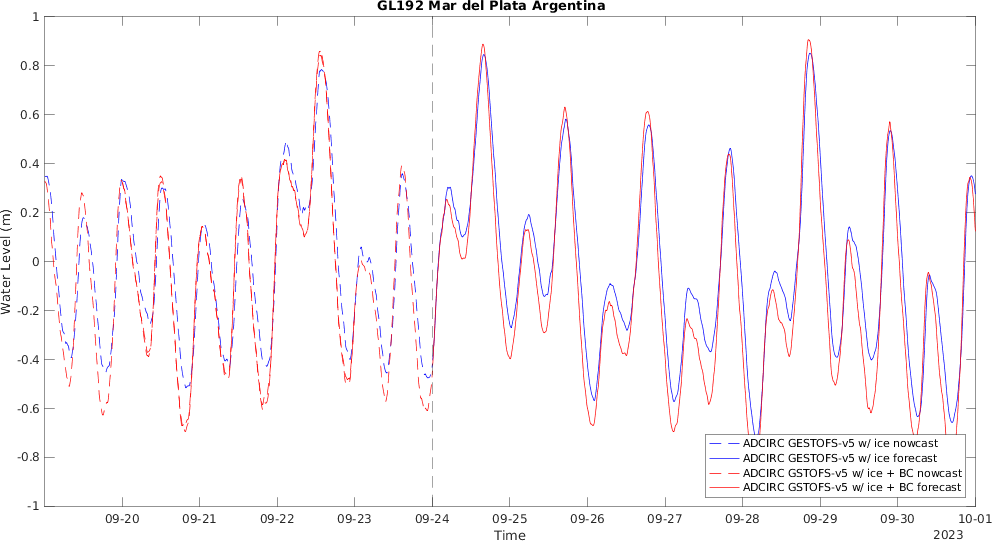 GL192 Mar del Plata Argentina
1
0.8
0.6
0.4
0.2
0
-0.2
-0.4
-0.6
-0.8
-1
Water Level (m)
ADCIRC GESTOFS-v5 w/ ice nowcast
ADCIRC GESTOFS-v5 w/ ice forecast
ADCIRC GSTOFS-v5 w/ ice + BC nowcast
ADCIRC GSTOFS-v5 w/ ice + BC forecast
09-20 09-21 09-22 09-23 09-24 09-25 09-26 09-27 09-28 09-29 09-30 10-01
Time
2023